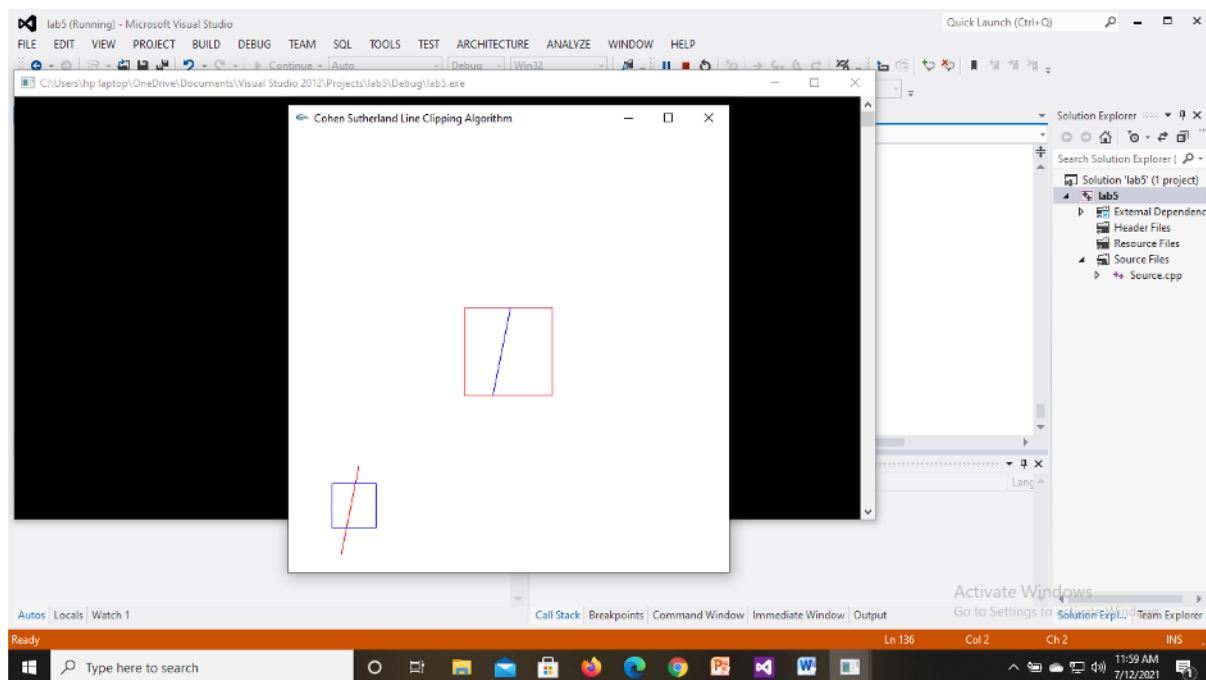 lab5 (Running) - Microsoft Visual Studio
Quick Launch (Ctrl+Q)
FILE EDIT VIEW PROJECT BUILD DEBUG TEAM SQL TOOLS TEST ARCHITECTURE ANALYZE WINDOW HELP
Continue Auto Debug Win32
C:\Users\hp laptop\OneDrive\Documents\Visual Studio 2012\Projects\lab5\Debug\lab5.exe
Cohen Sutherland Line Clipping Algorithm
Solution Explorer
Search Solution Explorer (
Solution 'lab5' (1 project)
lab5
External Dependenc
Header Files
Resource Files
Source Files
Source.cpp
Lang
Activate Windows
Go to Settings to activate Windows.
Autos Locals Watch 1
Call Stack Breakpoints Command Window Immediate Window Output
Solution Expl... Team Explorer
Ready
Ln 136 Col 2 Ch 2 INS
Type here to search
11:59 AM
7/12/2021